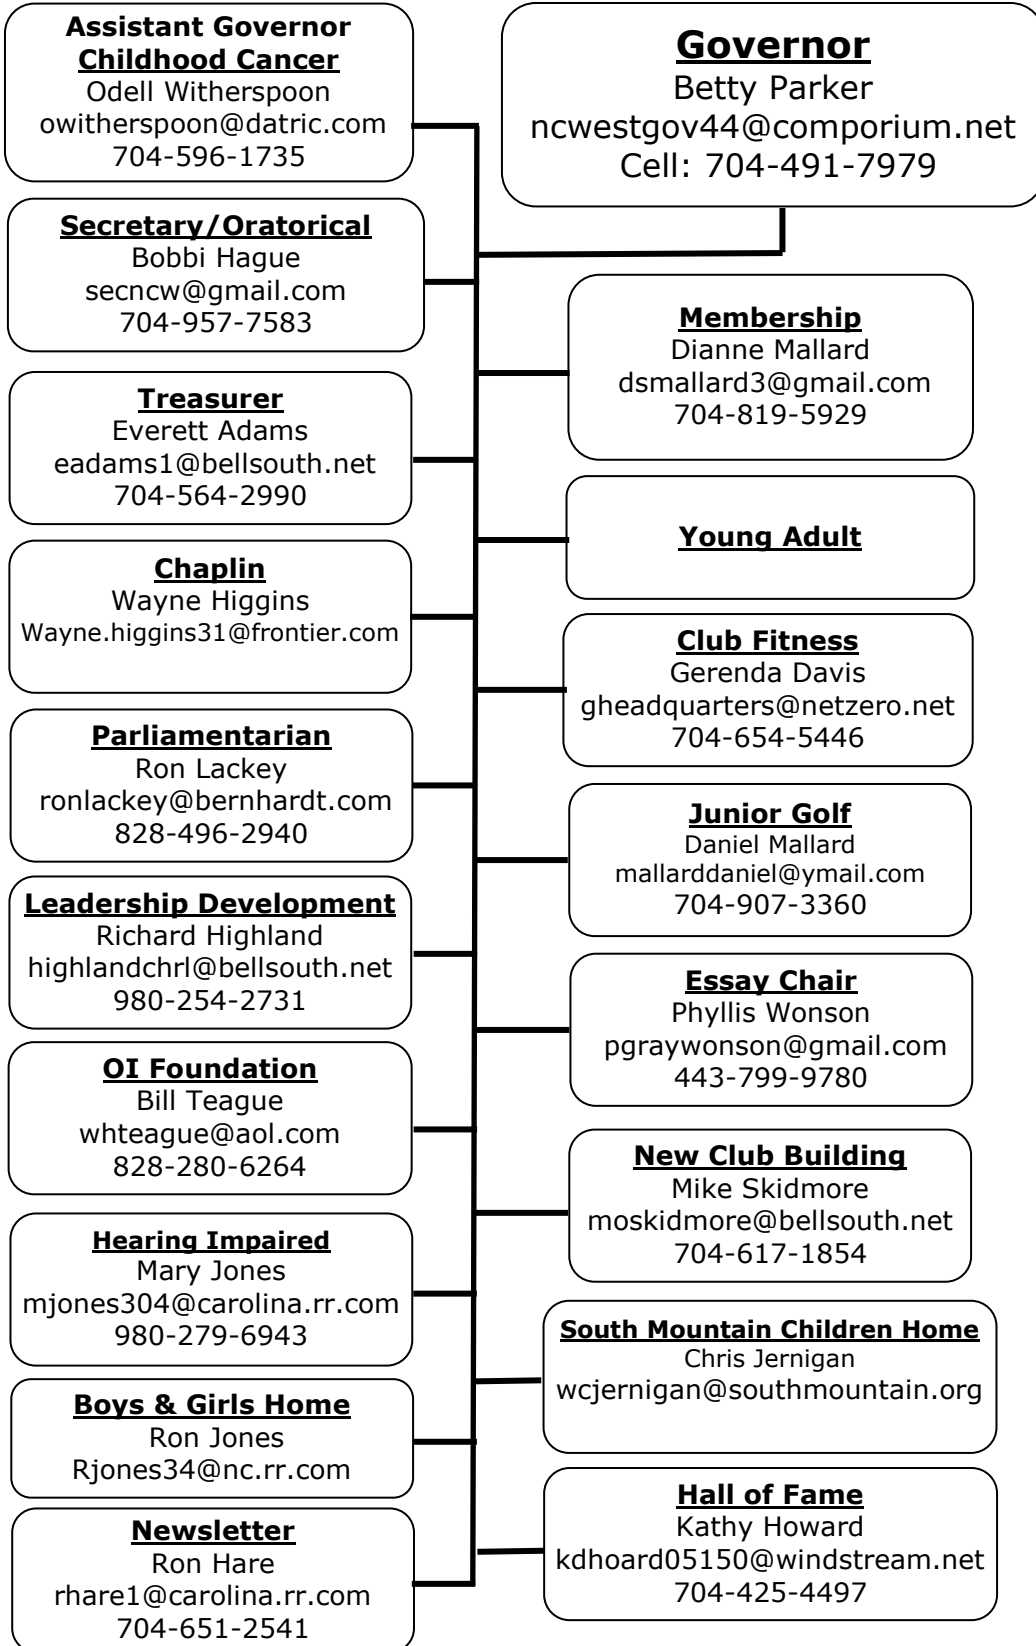 Assistant Governor
Childhood Cancer
Odell Witherspoon
owitherspoon@datric.com
704-596-1735
Governor
Betty Parker
ncwestgov44@comporium.net
Cell: 704-491-7979
Secretary/Oratorical
Bobbi Hague
secncw@gmail.com
704-957-7583
Treasurer
Everett Adams
eadams1@bellsouth.net
704-564-2990
Chaplin
Wayne Higgins
Wayne.higgins31@frontier.com
Parliamentarian
Ron Lackey
ronlackey@bernhardt.com
828-496-2940
Leadership Development
Richard Highland
highlandchrl@bellsouth.net
980-254-2731
OI Foundation
Bill Teague
whteague@aol.com
828-280-6264
Hearing Impaired
Mary Jones
mjones304@carolina.rr.com
980-279-6943
Boys & Girls Home
Ron Jones
Rjones34@nc.rr.com
Newsletter
Ron Hare
rhare1@carolina.rr.com
704-651-2541
Membership
Dianne Mallard
dsmallard3@gmail.com
704-819-5929
Young Adult
Club Fitness
Gerenda Davis
gheadquarters@netzero.net
704-654-5446
Junior Golf
Daniel Mallard
mallarddaniel@ymail.com
704-907-3360
Essay Chair
Phyllis Wonson
pgraywonson@gmail.com
443-799-9780
New Club Building
Mike Skidmore
moskidmore@bellsouth.net
704-617-1854
South Mountain Children Home
Chris Jernigan
wcjernigan@southmountain.org
Hall of Fame
Kathy Howard
kdhoard05150@windstream.net
704-425-4497